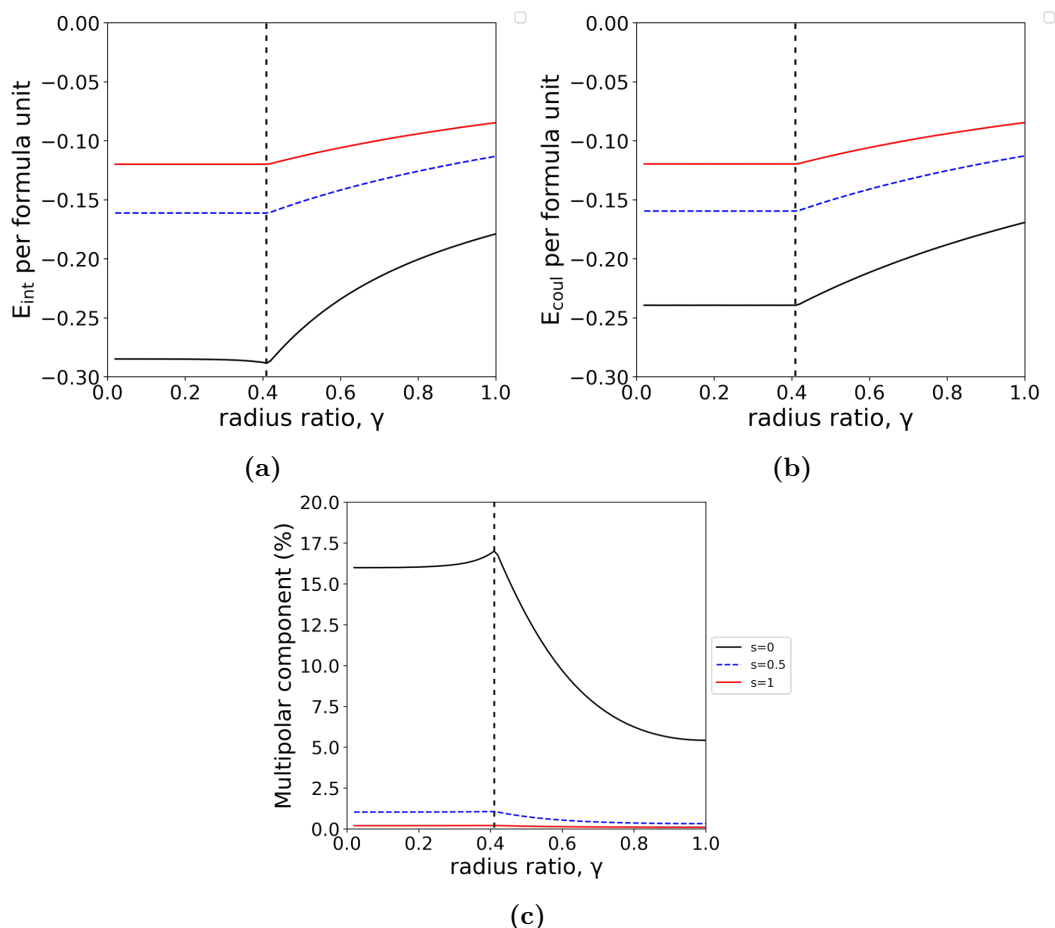 E_int per formula unit
0.00
−0.05
−0.10
−0.15
−0.20
−0.25
−0.30
0.0 0.2 0.4 0.6 0.8 1.0
radius ratio, γ
(a)
E_coul per formula unit
0.00
−0.05
−0.10
−0.15
−0.20
−0.25
−0.30
0.0 0.2 0.4 0.6 0.8 1.0
radius ratio, γ
(b)
Multipolar component (%)
20.0
17.5
15.0
12.5
10.0
7.5
5.0
2.5
0.0
0.0 0.2 0.4 0.6 0.8 1.0
radius ratio, γ
s=0
s=0.5
s=1
(c)